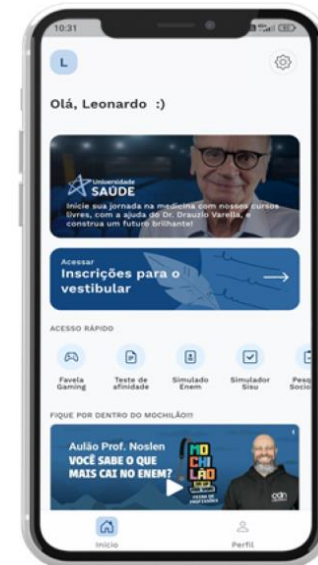 10:31
L
Olá, Leonardo :)
Universidade
SAÚDE
Inicie sua jornada na medicina com nossos cursos
livres, com a ajuda do Dr. Drauzio Varella, e
construa um futuro brilhante!
Acessar
Inscrições para o
vestibular
ACESSO RÁPIDO
Favela
Gaming
Teste de
afinidade
Simulado
Enem
Simulador
Sisu
Pesq
Socio
FIQUE POR DENTRO DO MOCHILÃO!!!
Aulão Prof. Noslen
VOCÊ SABE O QUE
MAIS CAI NO ENEM?
MO
CHI
LÃO
Início
Perfil